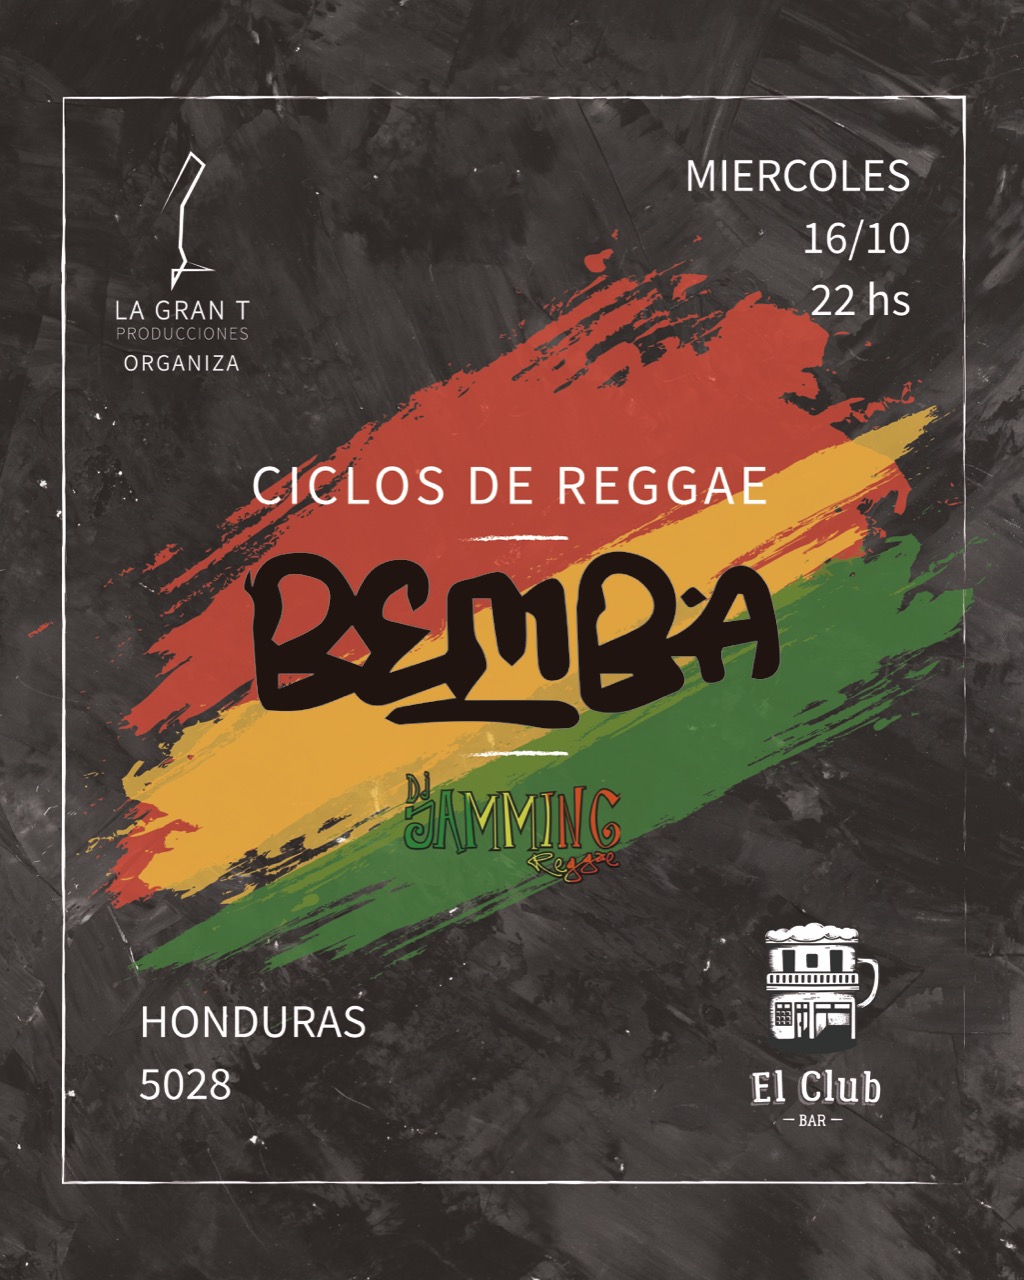 LA GRAN T
PRODUCCIONES
ORGANIZA
MIERCOLES
16/10
22 hs
CICLOS DE REGGAE
BEMBA
DJ
JAMMING
Reggae
HONDURAS
5028
El Club
BAR